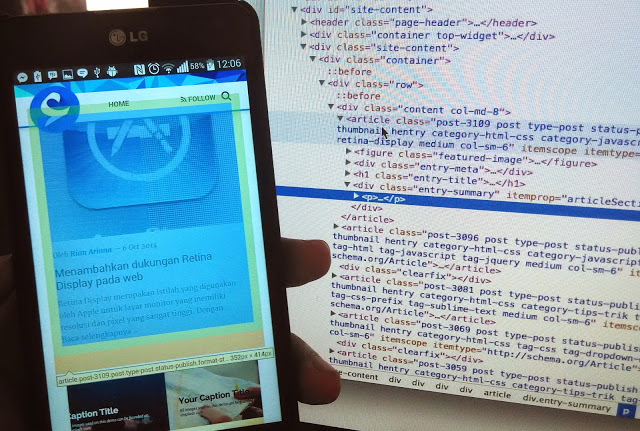 LG
58% 12:06
HOME
FOLLOW
Oleh Rian Ariona — 6 Oct 2014
Menambahkan dukungan Retina
Display pada web
Retina Display merupakan istilah yang digunakan
oleh Apple untuk layar monitor yang memiliki
resolusi dan pixel yang sangat tinggi. Dengan
Baca selengkapnya
article.post-3109.post.type-post.status-publish.format-st... 352px × 414px
Caption Title
Your Caption Title
<div id="site-content">
<header class="page-header">…</header>
<div class="container top-widget">…</div>
<div class="site-content">
<div class="container">
::before
<div class="row">
::before
<div class="content col-md-8">
<article class="post-3109 post type-post status-
thumbnail hentry category-html-css category-javasc
retina-display medium col-sm-6" itemscope itemtype
<figure class="featured-image">…</figure>
<div class="entry-meta">…</div>
<h1 class="entry-title">…</h1>
<div class="entry-summary" itemprop="articleSecti
<p>…</p>
</div>
</article>
<article class="post-3096 post type-post status-publi
thumbnail hentry category-html-css category-javascrip
tag-html tag-javascript tag-jquery medium col-sm-6" i
schema.org/Article">…</article>
<div class="clearfix"></div>
<article class="post-3081 post type-post status-publis
thumbnail hentry category-html-css category-tips-trik
tag-css-prefix tag-sublime-text medium col-sm-6" items
schema.org/Article">…</article>
<article class="post-3069 post type-post status-publish
thumbnail hentry category-html-css tag-css tag-dropdown-
col-sm-6" itemscope itemtype="http://schema.org/Article"
<div class="clearfix"></div>
<article class="post-3059 post type-post status-publish
thumbnail hentry category-html-css category-tips-trik tag
e-content div div div div article div.entry-summary p